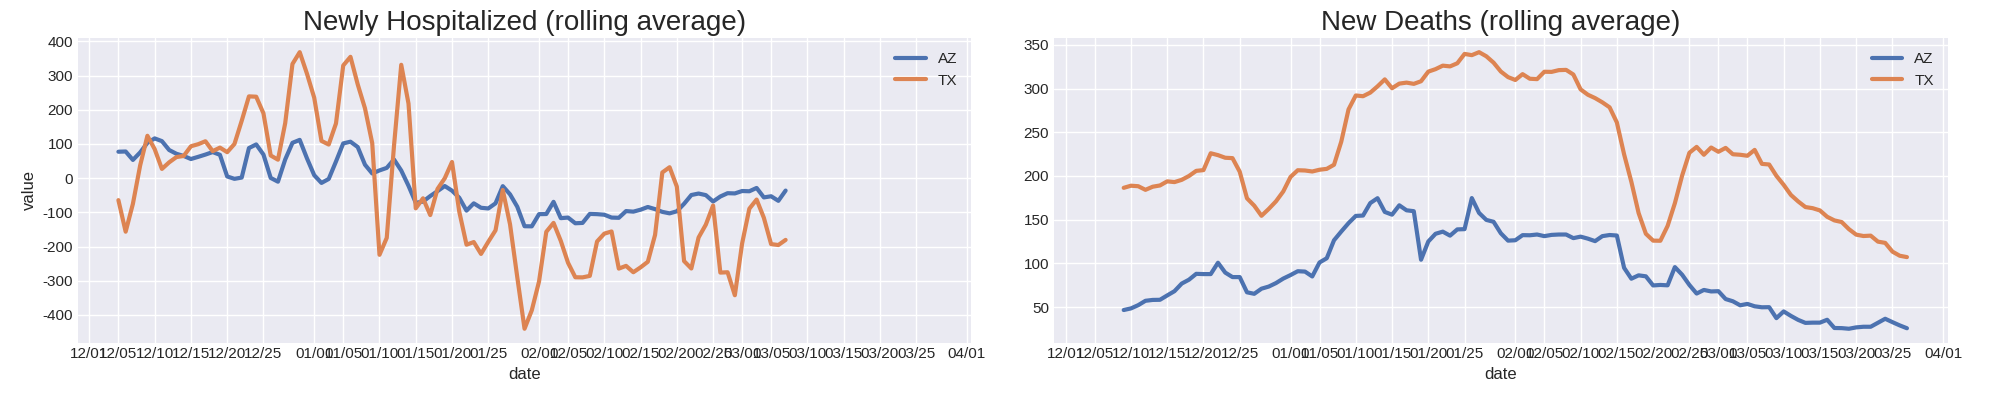 Newly Hospitalized (rolling average)
400
300
200
100
0
-100
-200
-300
-400
value
AZ
TX
12/01 12/05 12/10 12/15 12/20 12/25 01/01 01/05 01/10 01/15 01/20 01/25 02/01 02/05 02/10 02/15 02/20 02/25 03/01 03/05 03/10 03/15 03/20 03/25 04/01
date
New Deaths (rolling average)
350
300
250
200
150
100
50
AZ
TX
12/01 12/05 12/10 12/15 12/20 12/25 01/01 01/05 01/10 01/15 01/20 01/25 02/01 02/05 02/10 02/15 02/20 02/25 03/01 03/05 03/10 03/15 03/20 03/25 04/01
date